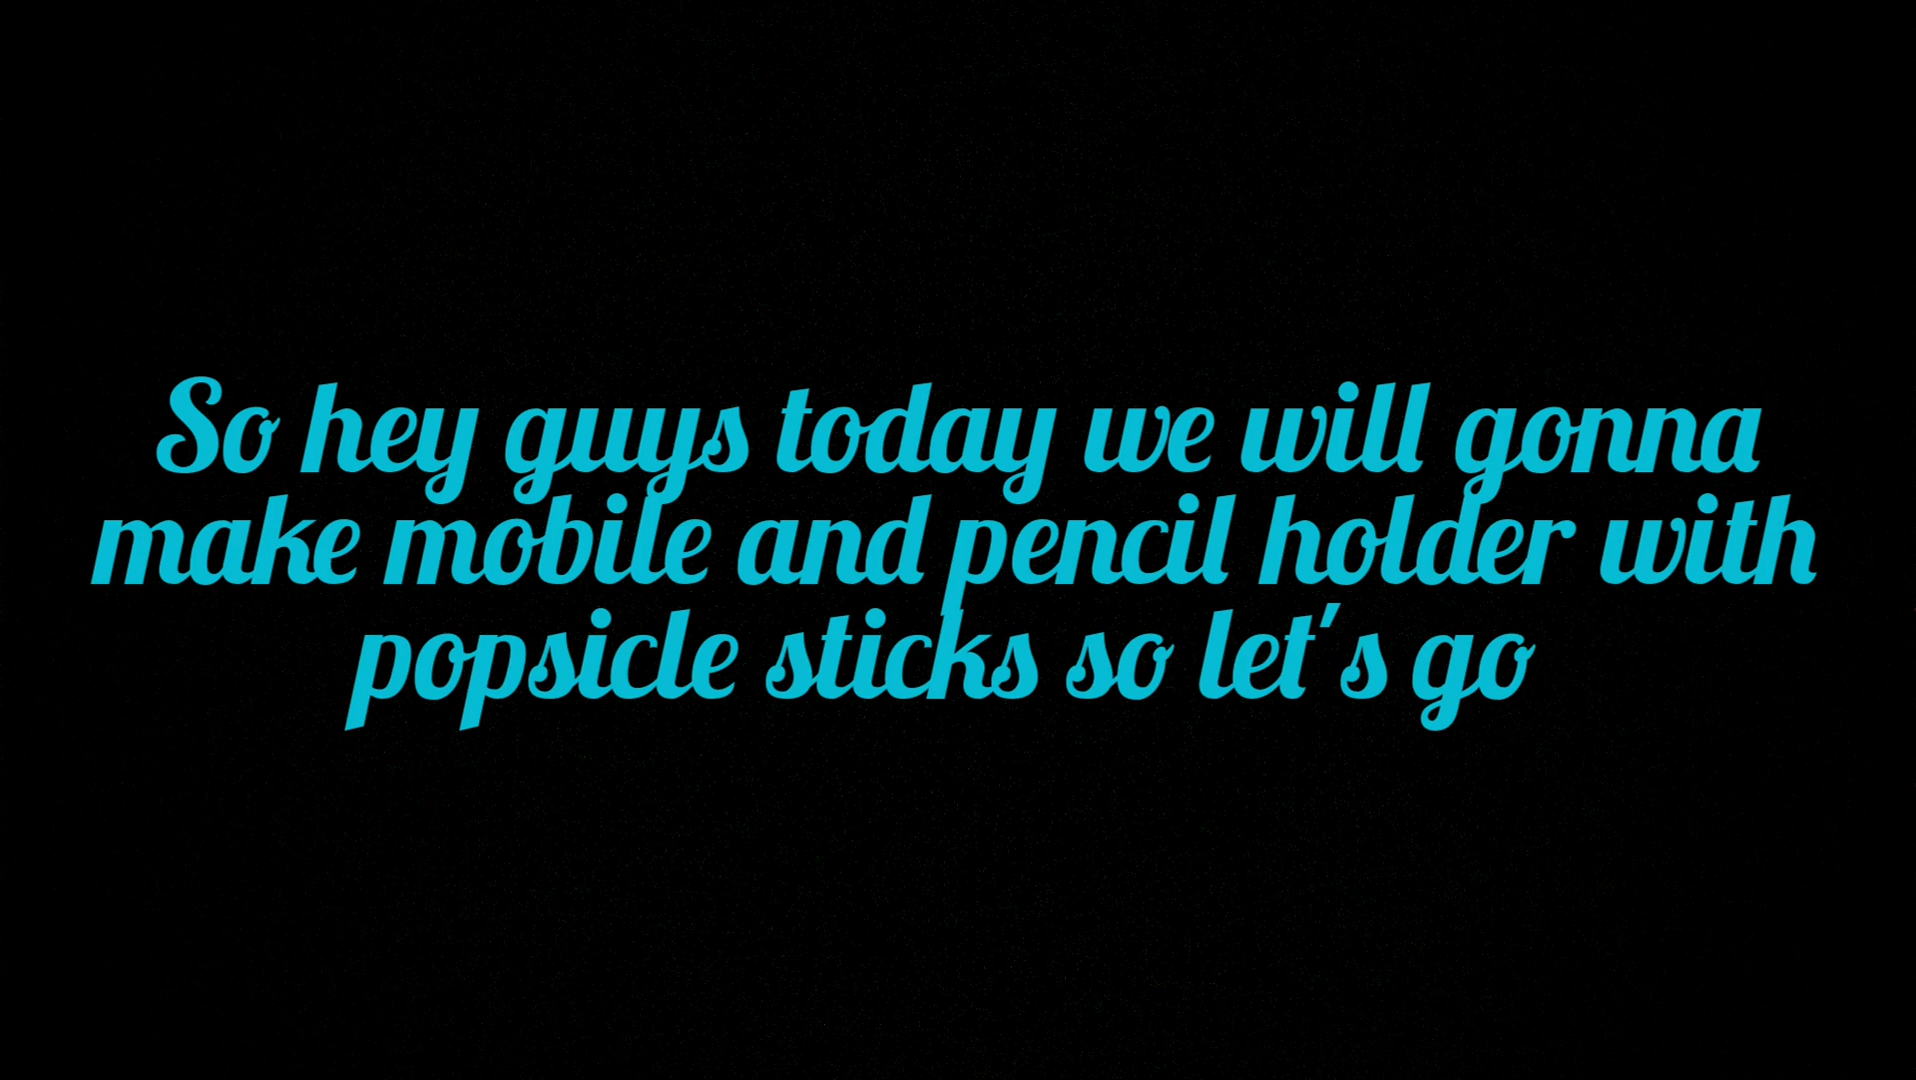 So hey guys today we will gonna
make mobile and pencil holder with
popsicle sticks so let's go